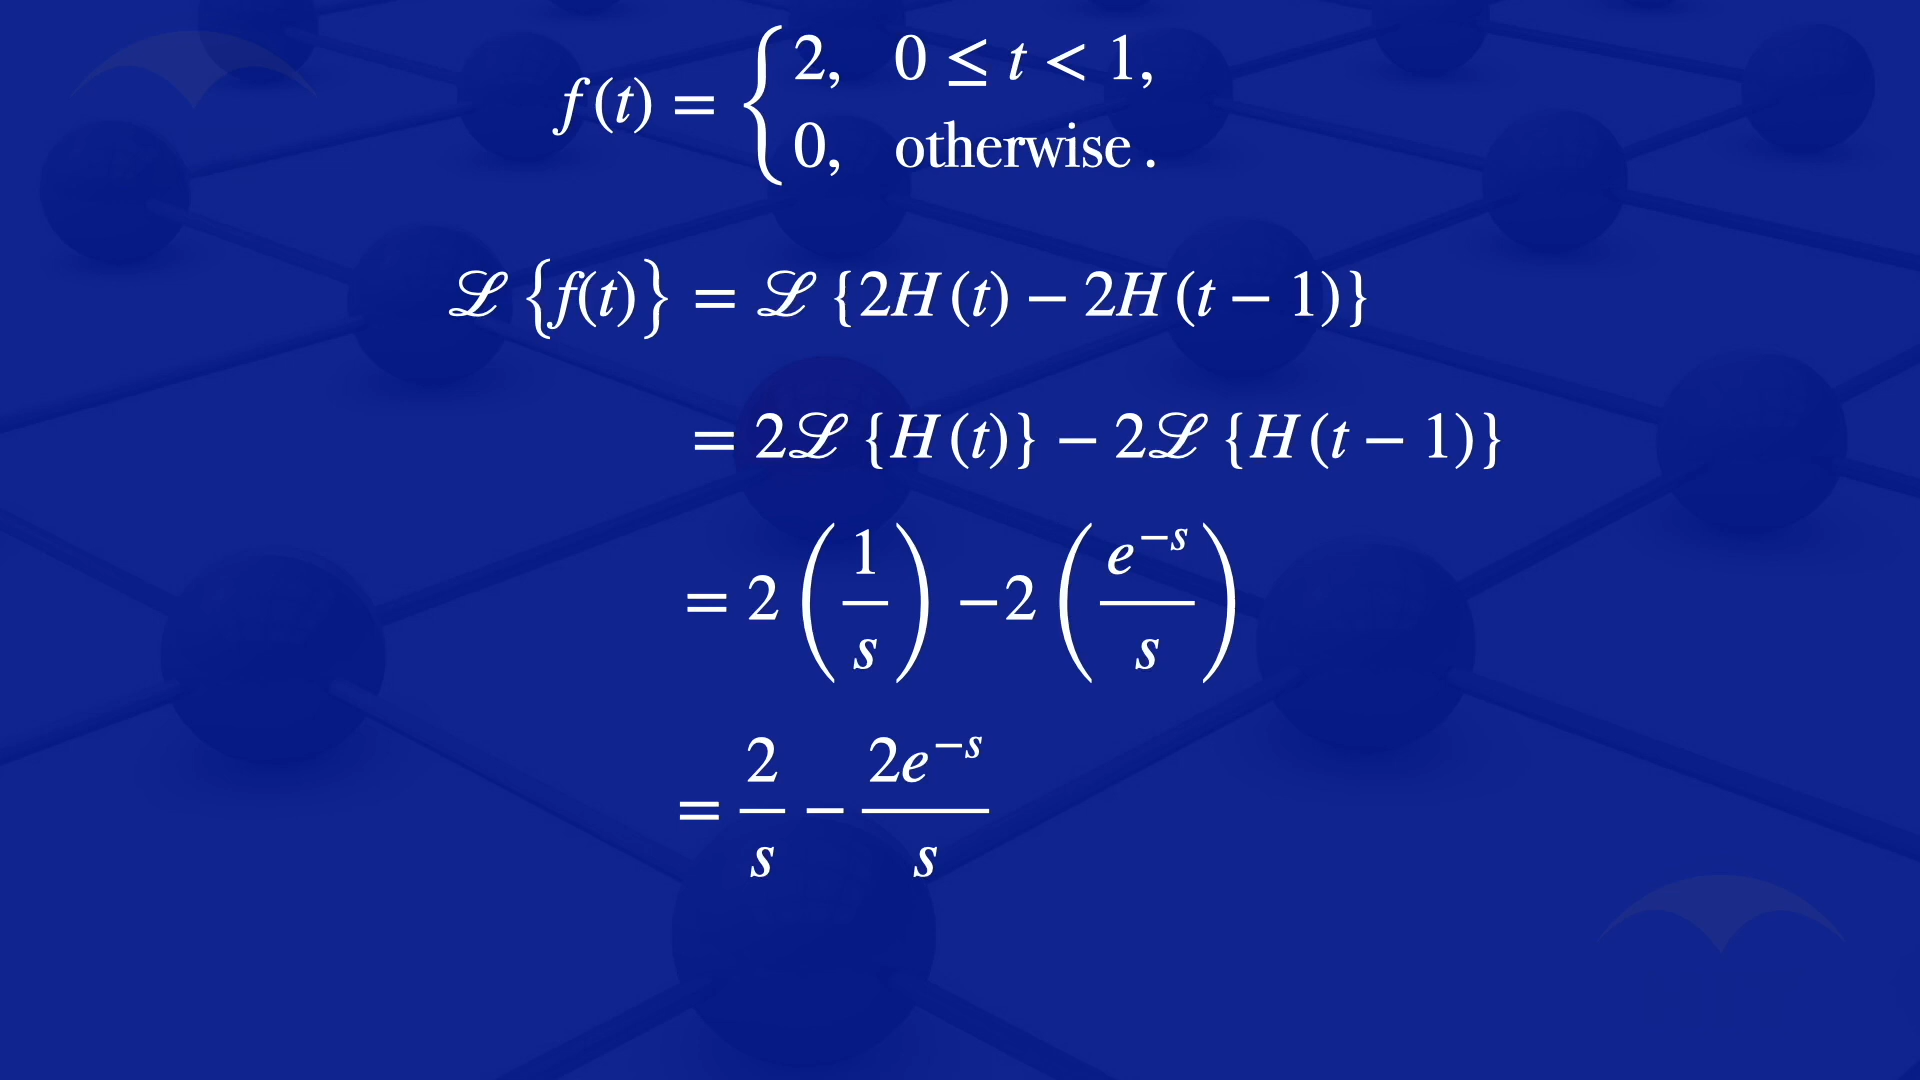 f(t) = { 2, 0 ≤ t < 1,
0, otherwise .
ℒ {f(t)} = ℒ {2H(t) − 2H(t − 1)}
= 2ℒ {H(t)} − 2ℒ {H(t − 1)}
= 2 (1/s) −2 (e^{−s}/s)
= 2/s − 2e^{−s}/s